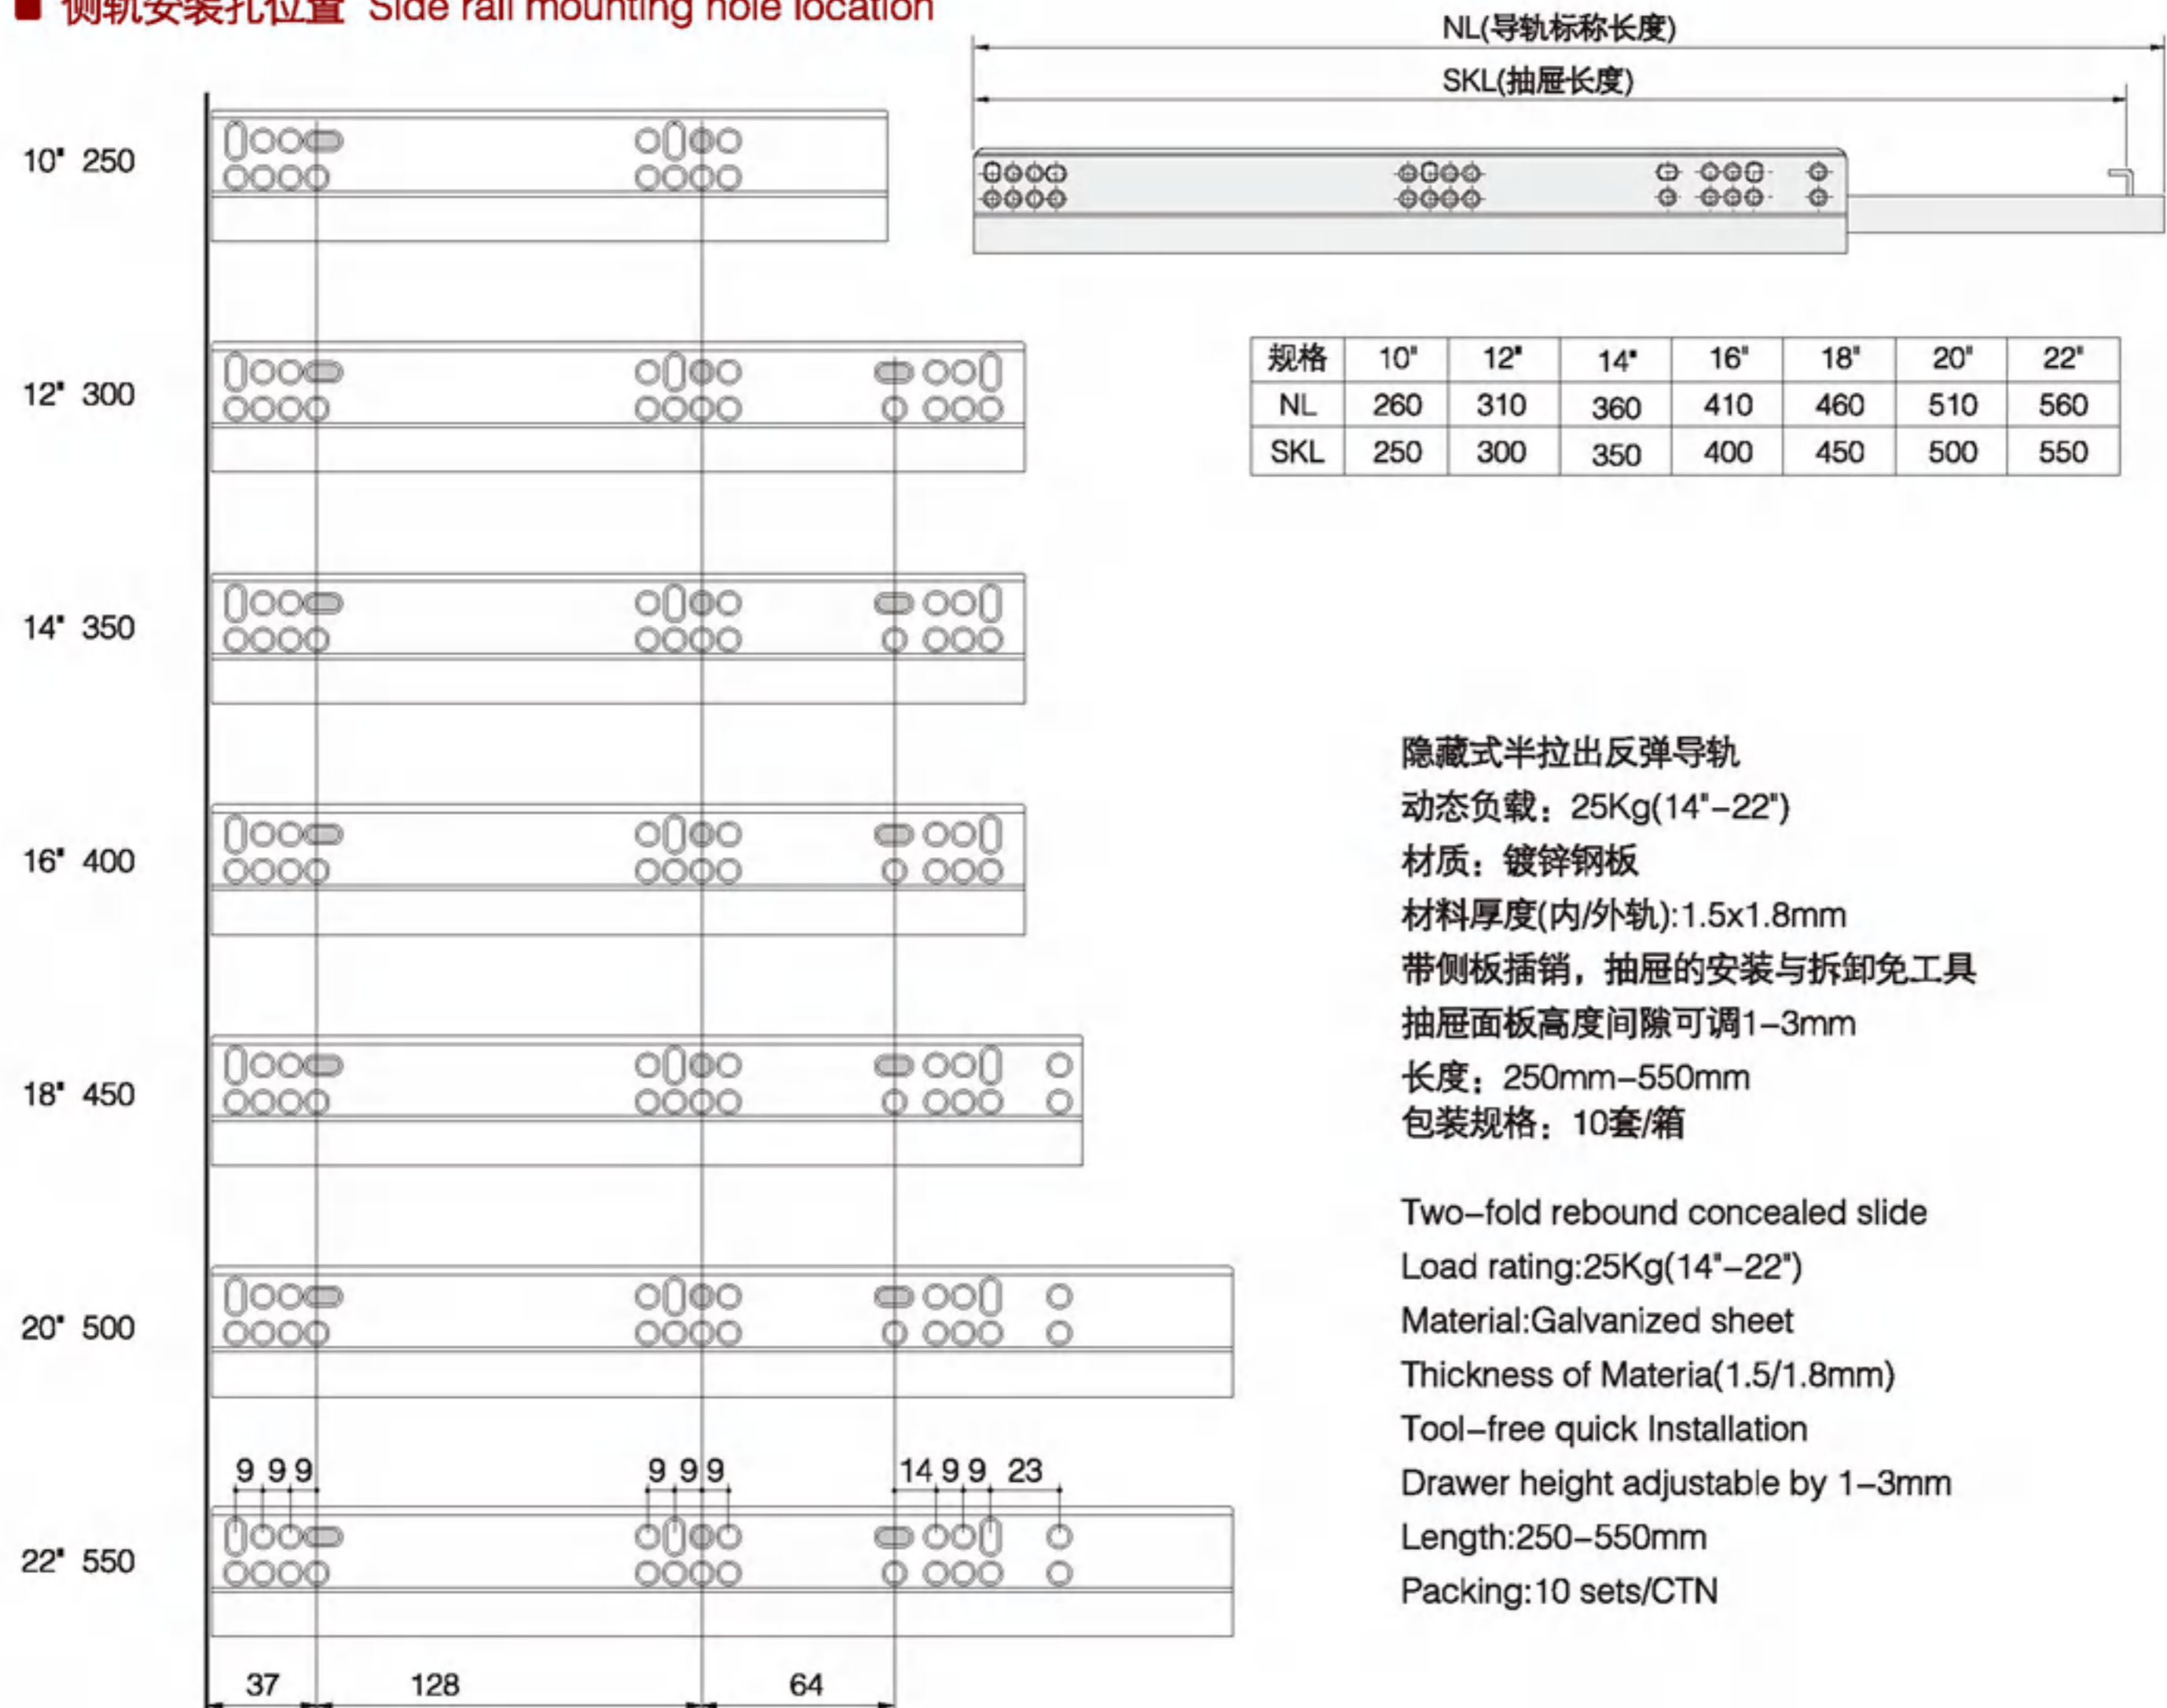 ■ 侧轨安装孔位置 Side rail mounting hole location
NL(导轨标称长度)
SKL(抽屉长度)
10" 250
12" 300
14" 350
16" 400
18" 450
20" 500
22" 550
9 9 9
9 9 9
14 9 9 23
37 128 64
规格 10" 12" 14" 16" 18" 20" 22"
NL 260 310 360 410 460 510 560
SKL 250 300 350 400 450 500 550
隐藏式半拉出反弹导轨
动态负载：25Kg(14"–22")
材质：镀锌钢板
材料厚度(内/外轨):1.5x1.8mm
带侧板插销，抽屉的安装与拆卸免工具
抽屉面板高度间隙可调1–3mm
长度：250mm–550mm
包装规格：10套/箱
Two–fold rebound concealed slide
Load rating:25Kg(14"–22")
Material:Galvanized sheet
Thickness of Materia(1.5/1.8mm)
Tool–free quick Installation
Drawer height adjustable by 1–3mm
Length:250–550mm
Packing:10 sets/CTN